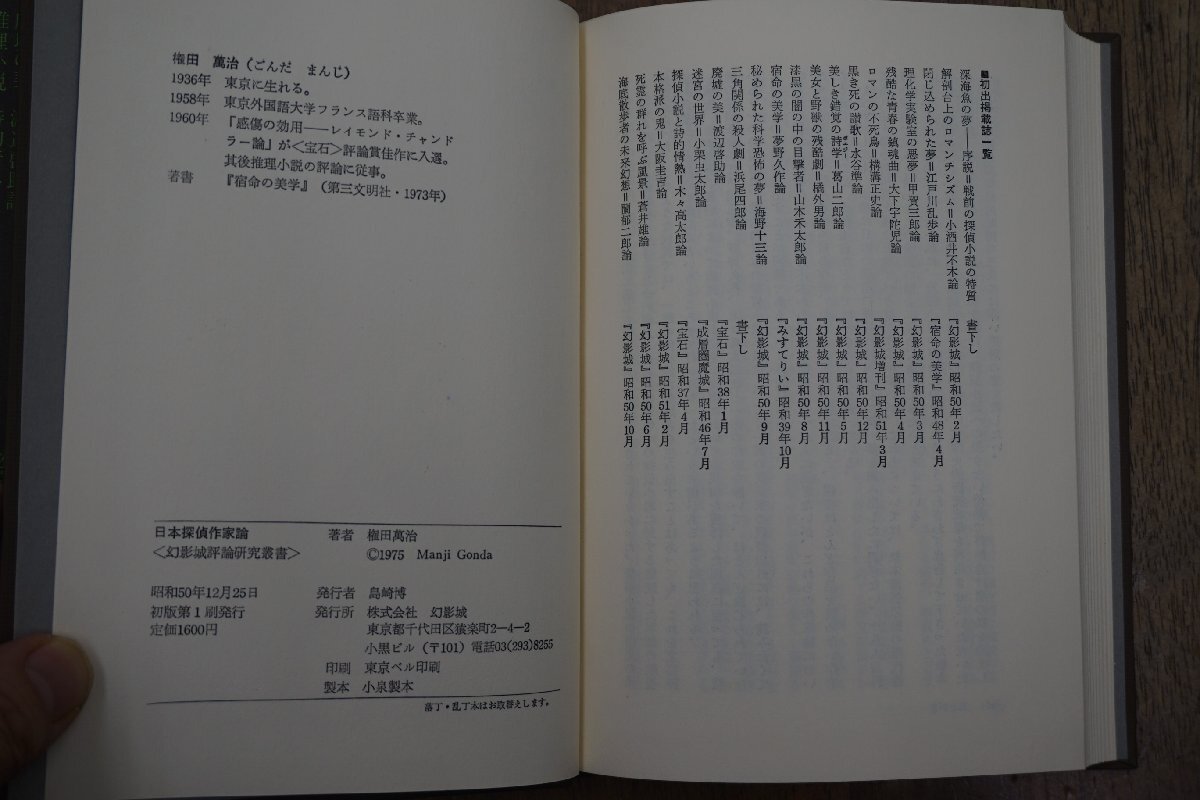 権田　萬治（ごんだ　まんじ）
1936年　東京に生れる。
1958年　東京外国語大学フランス語科卒業。
1960年　『感傷の効用――レイモンド・チャンド
ラー論』が＜宝石＞評論賞佳作に入選。
其後推理小説の評論に従事。
著書　『宿命の美学』（第三文明社・1973年）
日本探偵作家論　著者　権田萬治
＜幻影城評論研究叢書＞　©1975　Manji Gonda
昭和50年12月25日　発行者　島崎博
初版第1刷発行　発行所　株式会社　幻影城
定価1600円　東京都千代田区猿楽町2－4－2
小黒ビル（〒101）電話03(293)8255
印刷　東京ベル印刷
製本　小泉製本
落丁・乱丁本はお取替えします。
■初出掲載誌一覧
深海魚の夢――序説＝戦前の探偵小説の特質　書下し
解剖台上のロマンチシズム＝小酒井不木論　『幻影城』昭和50年2月
閉じ込められた夢＝江戸川乱歩論　『宿命の美学』昭和48年4月
理化学実験室の悪夢＝甲賀三郎論　『幻影城』昭和50年3月
残酷な青春の鎮魂曲＝大下宇陀児論　『幻影城』昭和50年4月
ロマンの不死鳥＝横溝正史論　『幻影城増刊』昭和51年3月
黒き死の讃歌＝水谷準論　『幻影城』昭和50年12月
美しき錯覚の詩学＝葛山二郎論　『幻影城』昭和50年5月
美女と野獣の残酷劇＝橘外男論　『幻影城』昭和50年11月
漆黒の闇の中の目撃者＝山本禾太郎論　『幻影城』昭和50年8月
宿命の美学＝夢野久作論　『みすてりい』昭和39年10月
秘められた科学恐怖の夢＝海野十三論　『幻影城』昭和50年9月
三角関係の殺人劇＝浜尾四郎論　書下し
廃墟の美＝渡辺啓助論　『宝石』昭和38年1月
迷宮の世界＝小栗虫太郎論　『成層圏魔城』昭和46年7月
探偵小説と詩的情熱＝木々高太郎論　『宝石』昭和37年4月
本格派の鬼＝大阪圭吉論　『幻影城』昭和51年2月
死霊の群れを呼ぶ風景＝蒼井雄論　『幻影城』昭和50年6月
海底散歩者の未来幻想＝蘭郁二郎論　『幻影城』昭和50年10月